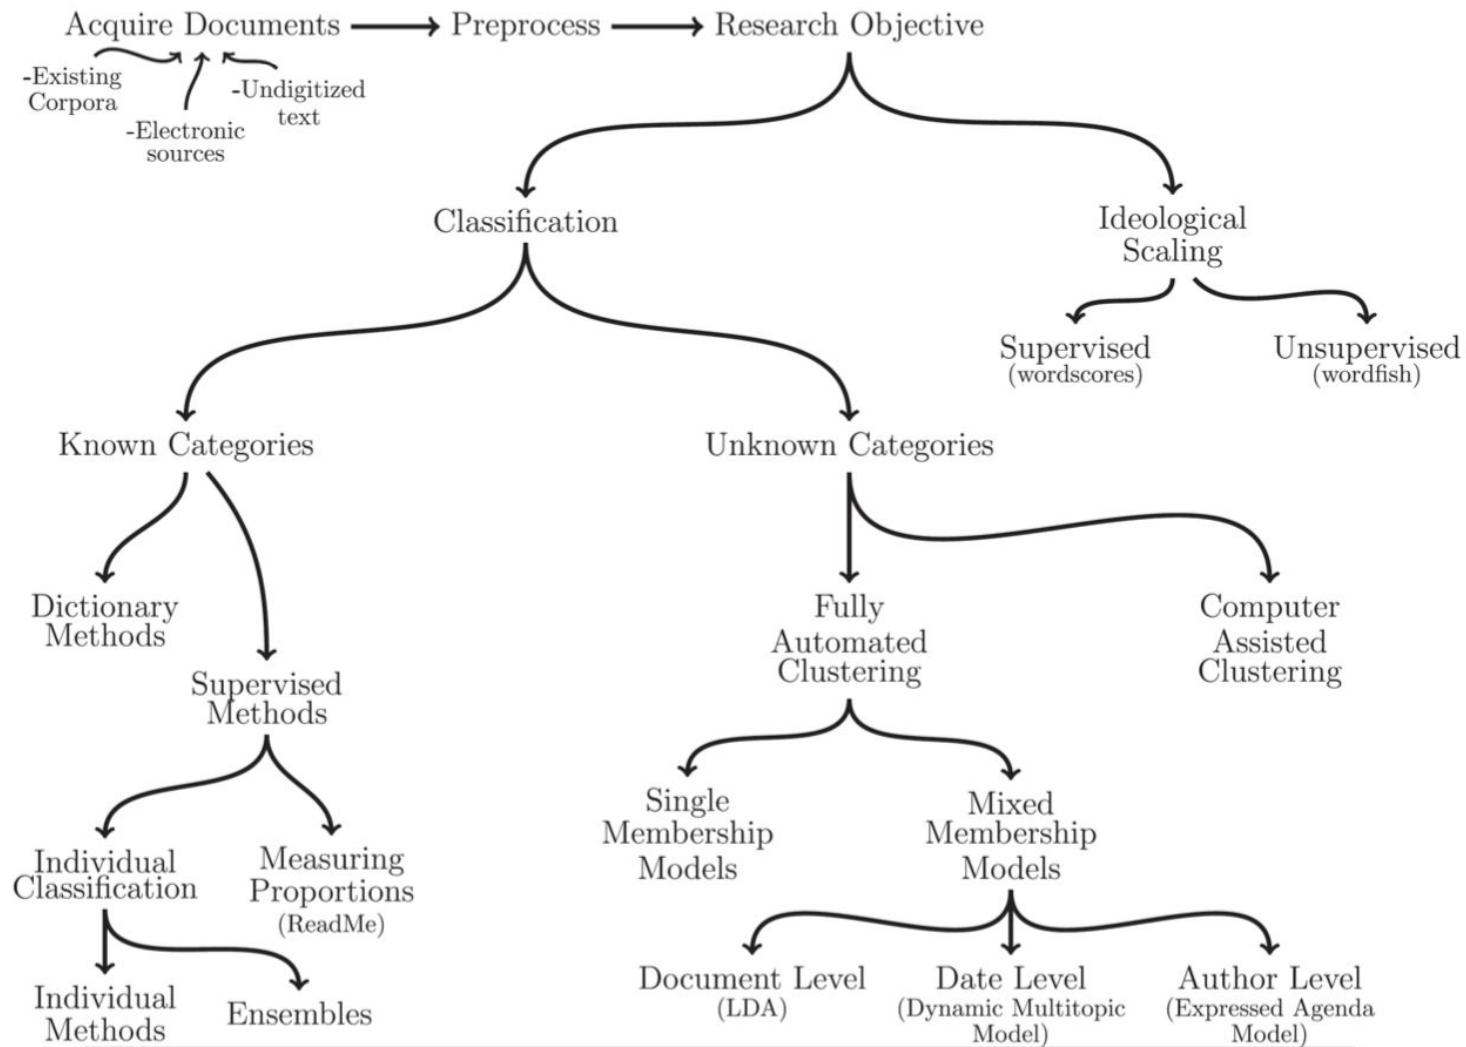 Acquire Documents
Preprocess
Research Objective
-Existing
Corpora
-Electronic
sources
-Undigitized
text
Classification
Ideological
Scaling
Supervised
(wordscores)
Unsupervised
(wordfish)
Known Categories
Unknown Categories
Dictionary
Methods
Supervised
Methods
Fully
Automated
Clustering
Computer
Assisted
Clustering
Individual
Classification
Measuring
Proportions
(ReadMe)
Single
Membership
Models
Mixed
Membership
Models
Individual
Methods
Ensembles
Document Level
(LDA)
Date Level
(Dynamic Multitopic
Model)
Author Level
(Expressed Agenda
Model)